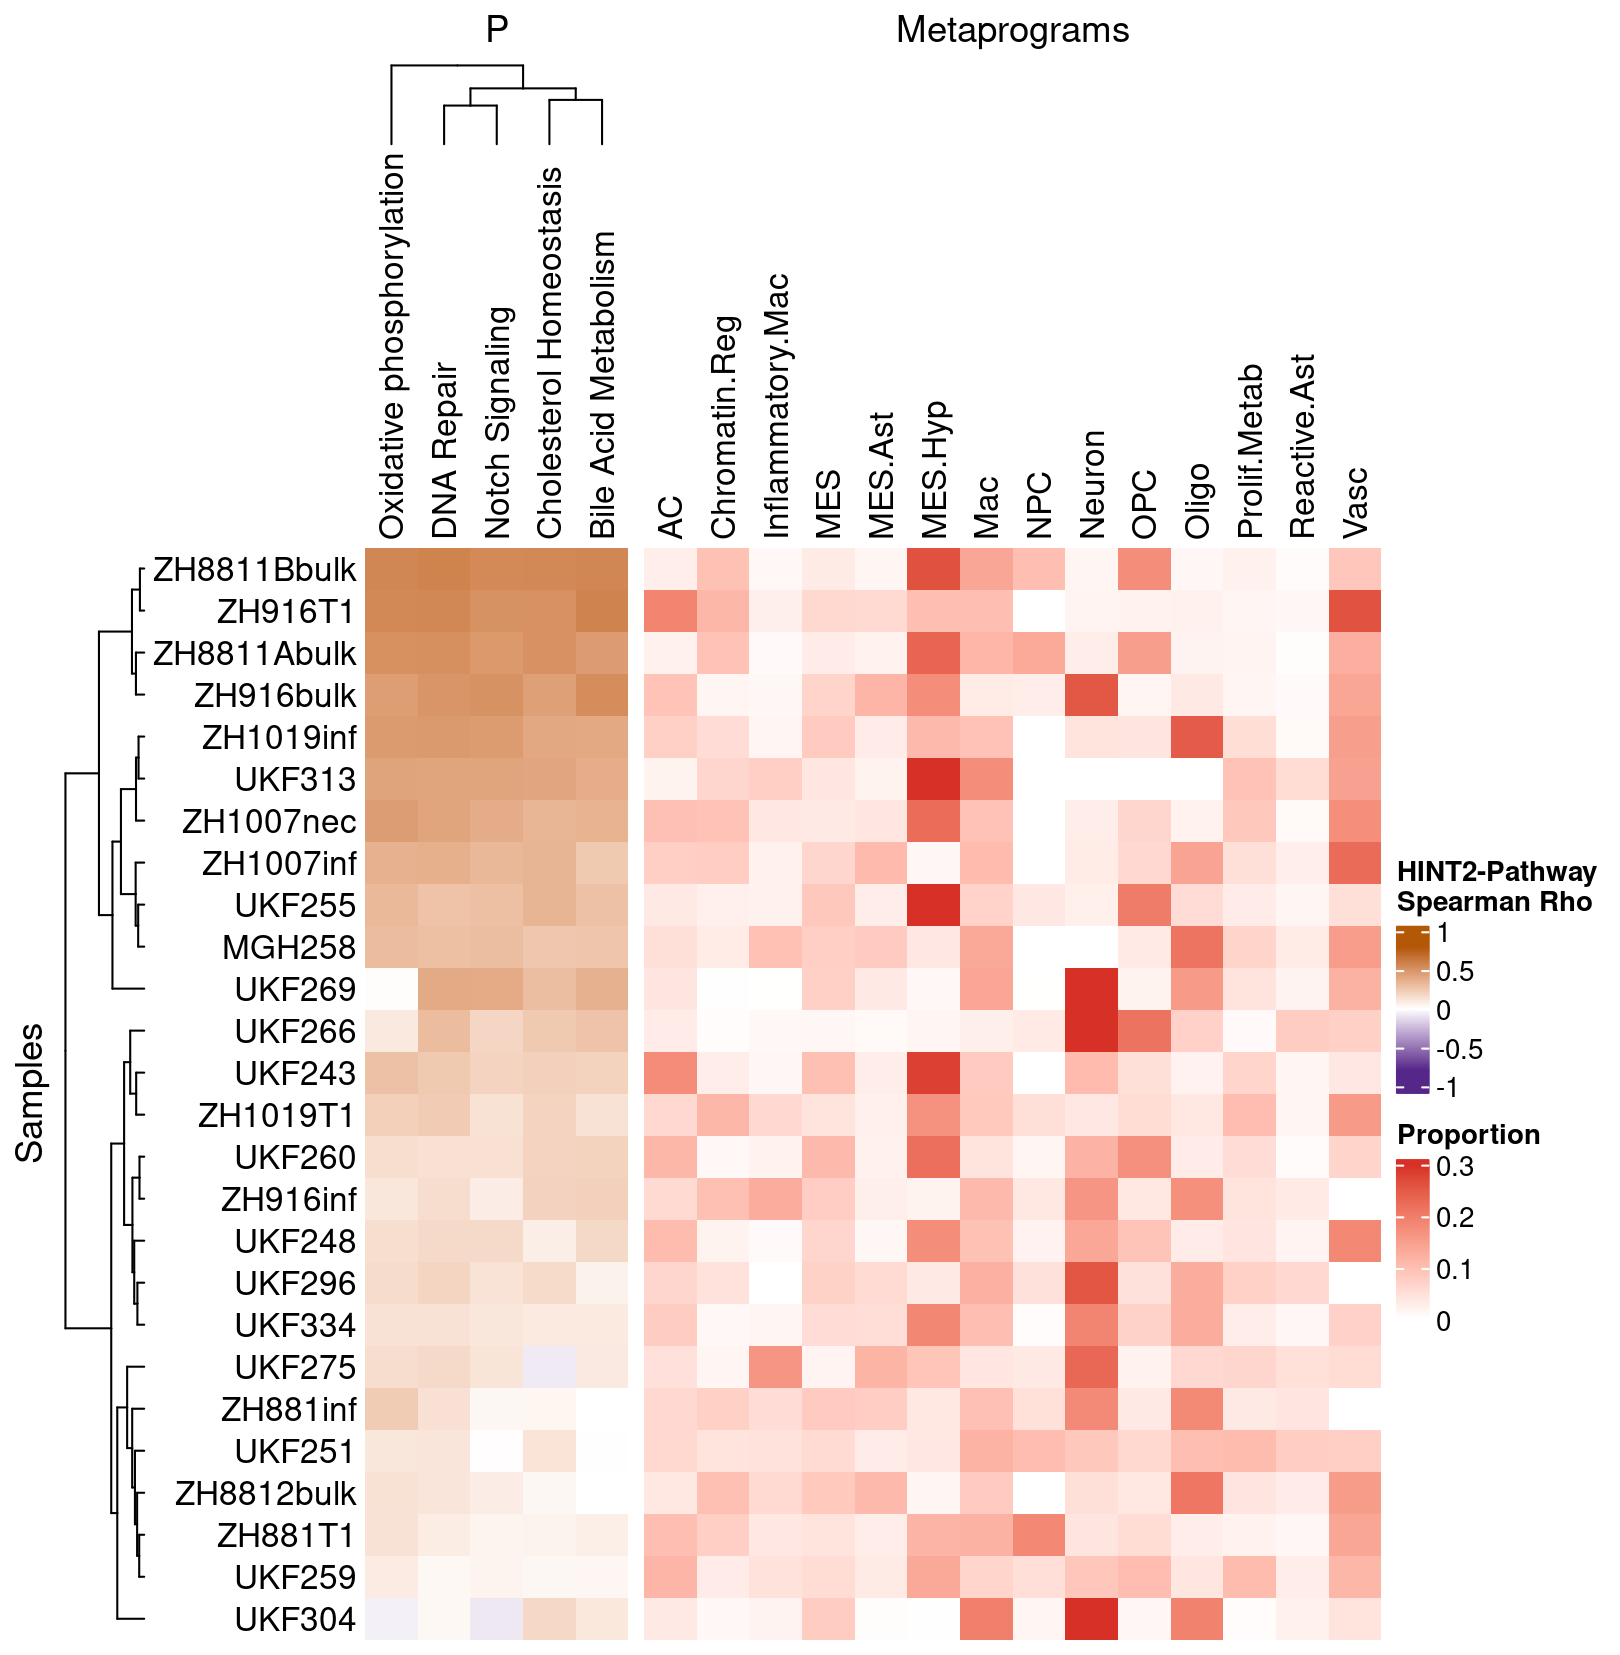 P
Metaprograms
Oxidative phosphorylation
DNA Repair
Notch Signaling
Cholesterol Homeostasis
Bile Acid Metabolism
AC
Chromatin.Reg
Inflammatory.Mac
MES
MES.Ast
MES.Hyp
Mac
NPC
Neuron
OPC
Oligo
Prolif.Metab
Reactive.Ast
Vasc
Samples
ZH8811Bbulk
ZH916T1
ZH8811Abulk
ZH916bulk
ZH1019inf
UKF313
ZH1007nec
ZH1007inf
UKF255
MGH258
UKF269
UKF266
UKF243
ZH1019T1
UKF260
ZH916inf
UKF248
UKF296
UKF334
UKF275
ZH881inf
UKF251
ZH8812bulk
ZH881T1
UKF259
UKF304
HINT2-Pathway
Spearman Rho
1
0.5
0
-0.5
-1
Proportion
0.3
0.2
0.1
0